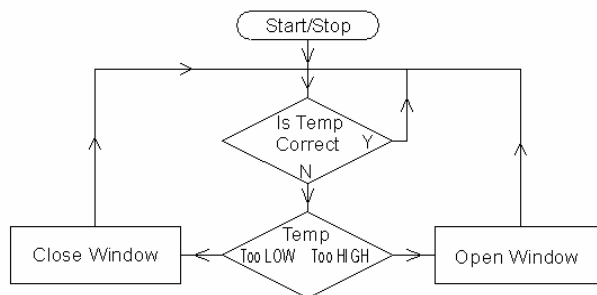 Start/Stop
Is Temp
Correct
Y
N
Temp
Too LOW
Too HIGH
Close Window
Open Window